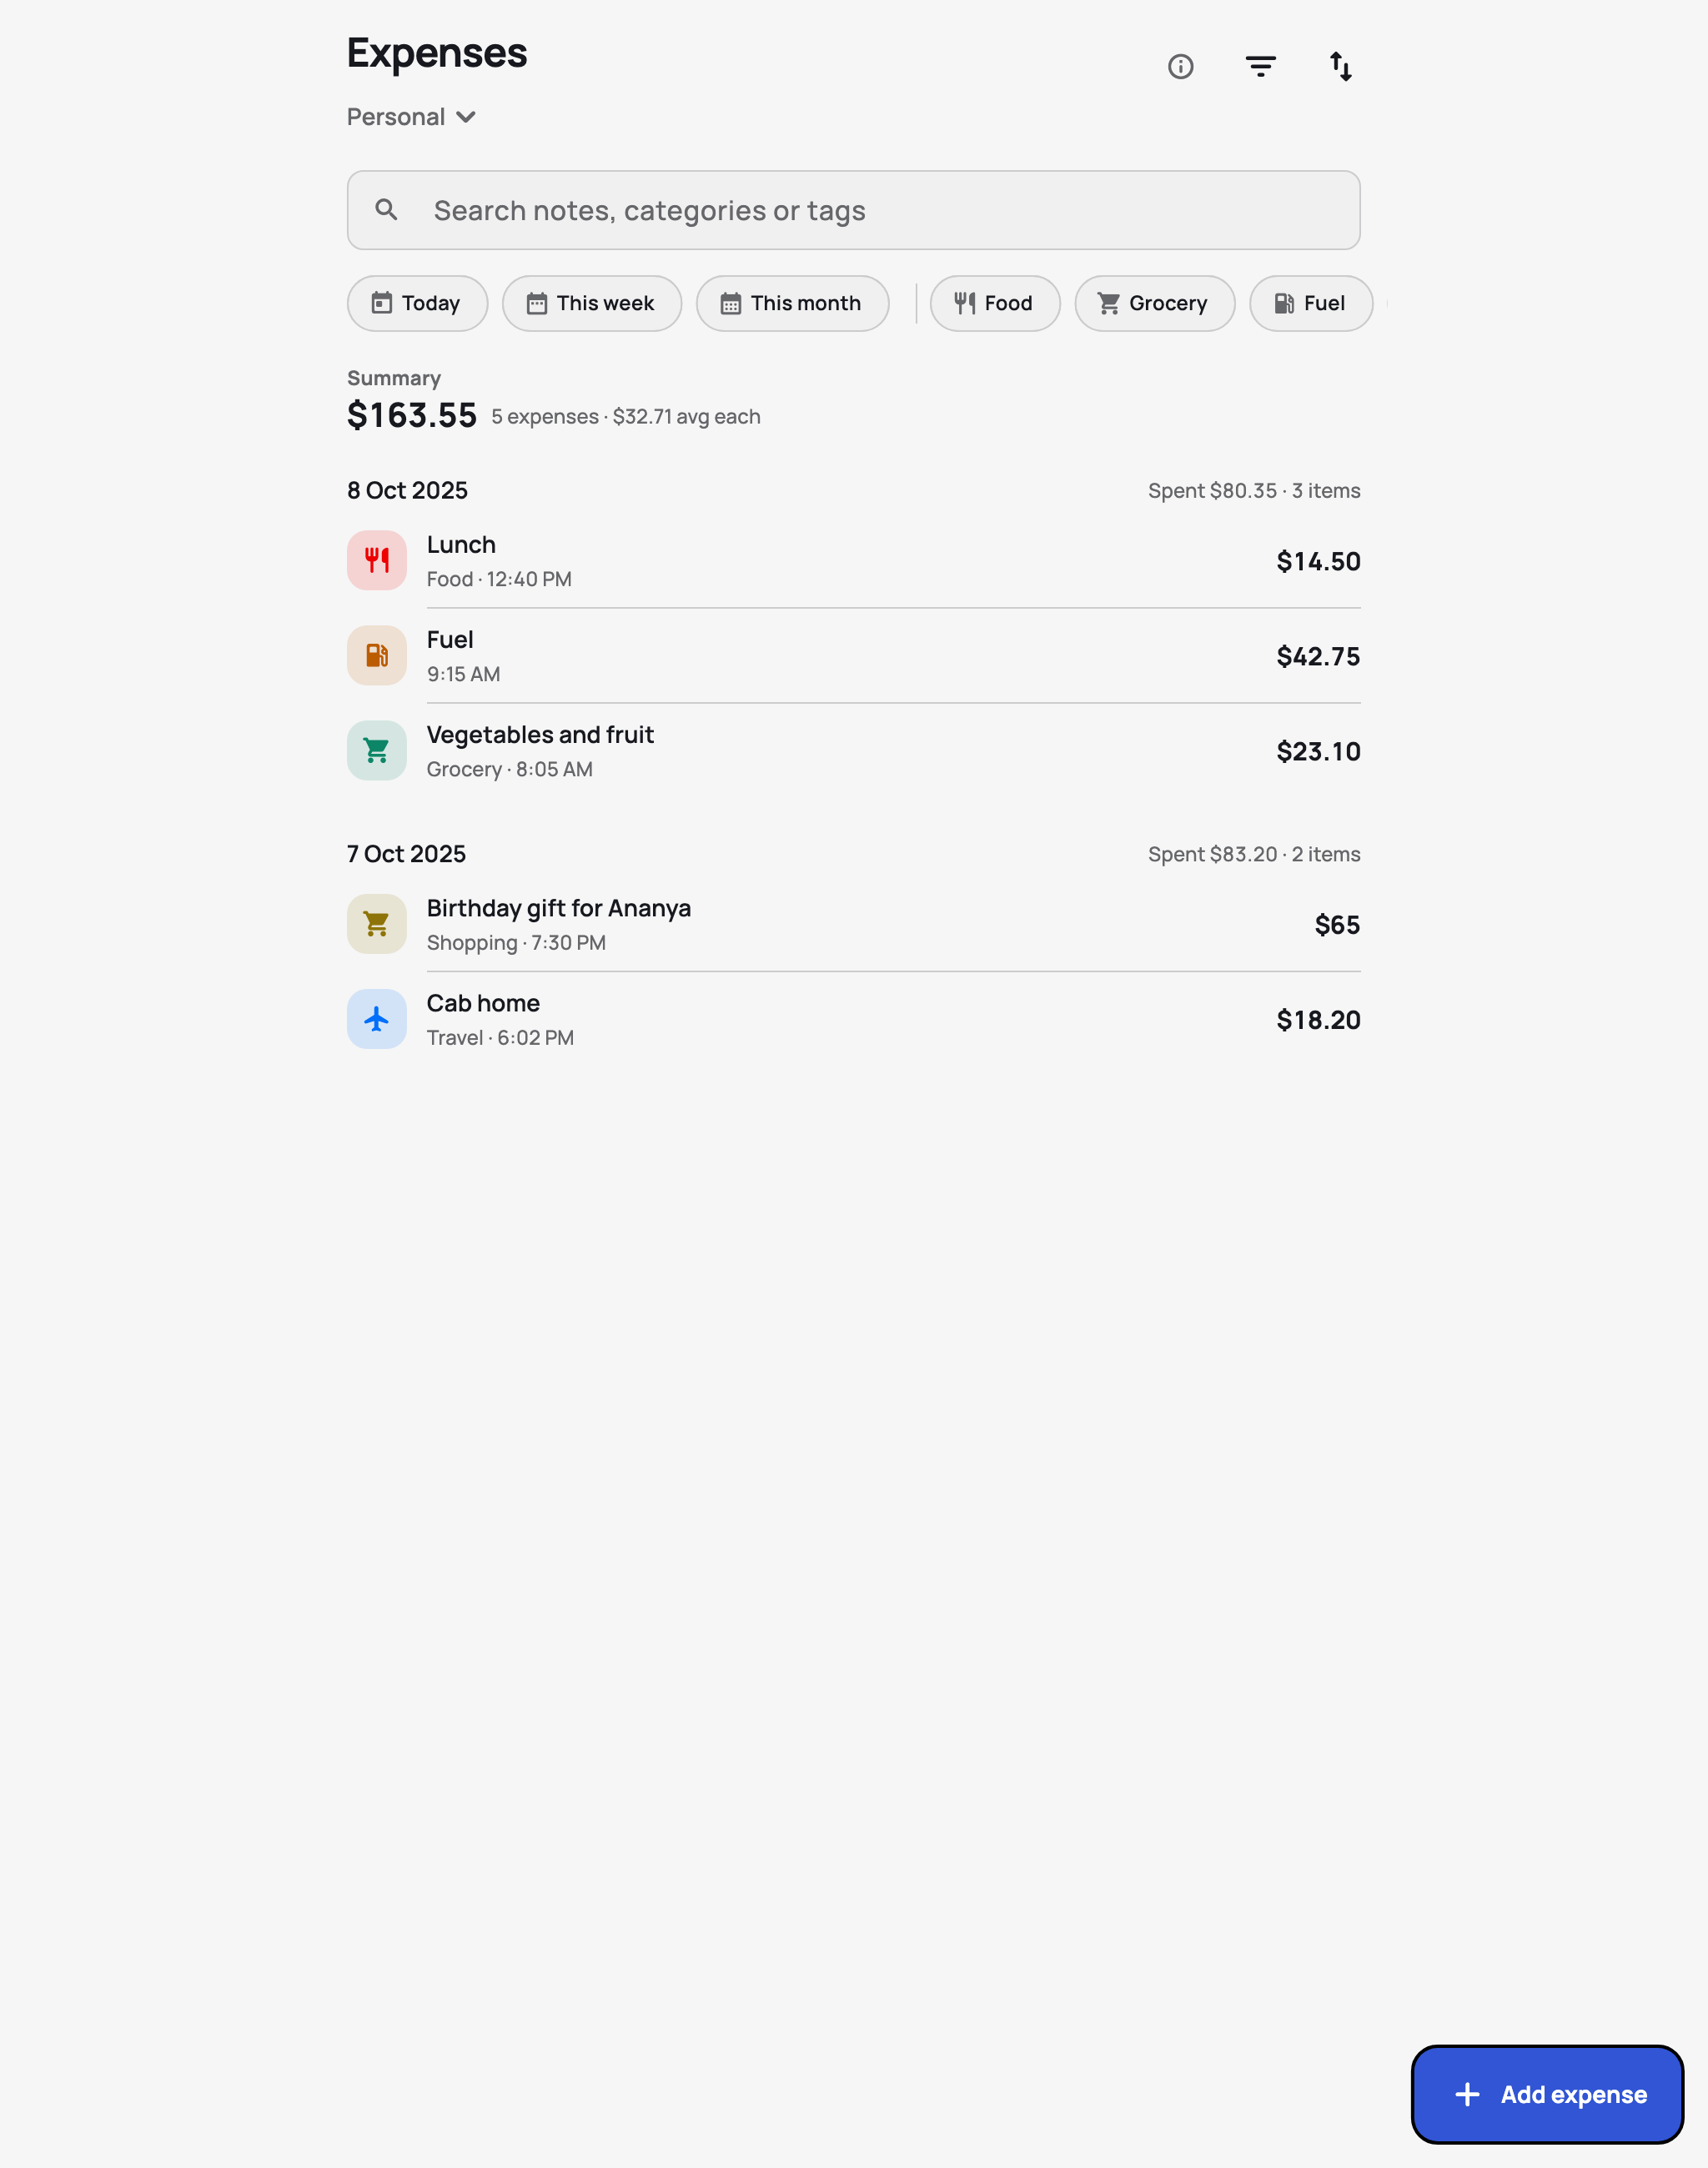 Expenses
Personal
Search notes, categories or tags
Today This week This month Food Grocery Fuel
Summary
$163.55 5 expenses · $32.71 avg each
8 Oct 2025 Spent $80.35 · 3 items
Lunch
Food · 12:40 PM
$14.50
Fuel
9:15 AM
$42.75
Vegetables and fruit
Grocery · 8:05 AM
$23.10
7 Oct 2025 Spent $83.20 · 2 items
Birthday gift for Ananya
Shopping · 7:30 PM
$65
Cab home
Travel · 6:02 PM
$18.20
Add expense